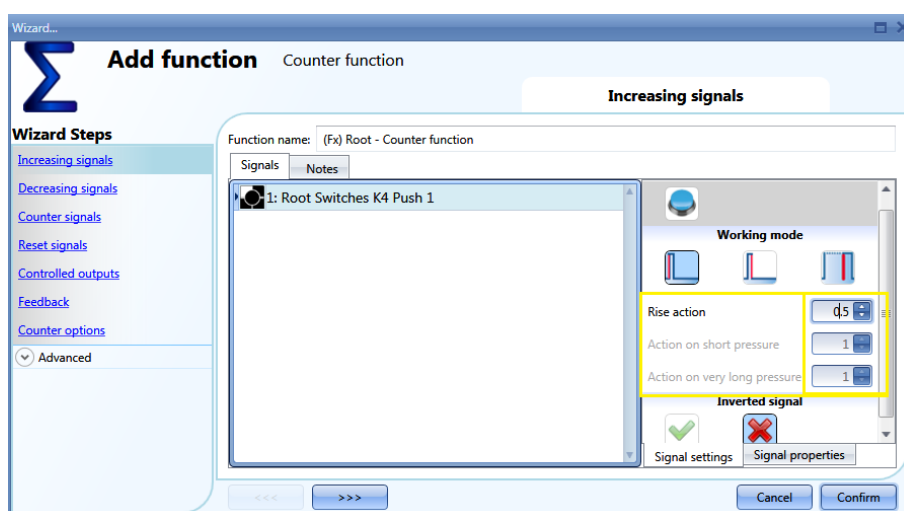 Wizard...
Add function Counter function
Increasing signals
Wizard Steps
Increasing signals
Decreasing signals
Counter signals
Reset signals
Controlled outputs
Feedback
Counter options
Advanced
Function name: (Fx) Root - Counter function
Signals Notes
1: Root Switches K4 Push 1
Working mode
Rise action 0.5
Action on short pressure 1
Action on very long pressure 1
Inverted signal
Signal settings Signal properties
<<< >>> Cancel Confirm